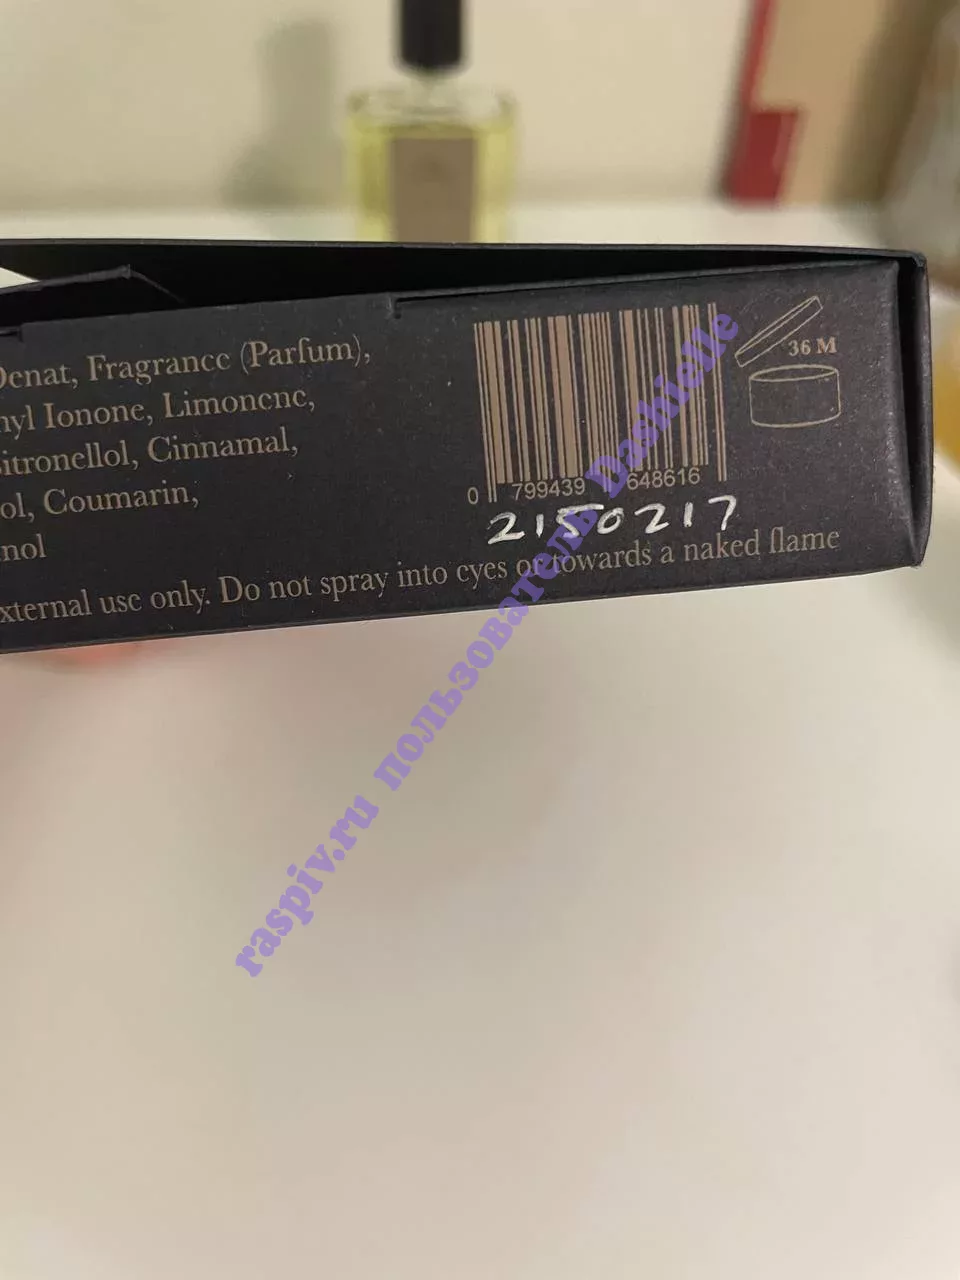 Denat, Fragrance (Parfum),
nyl Ionone, Limonene,
itronellol, Cinnamal,
ol, Coumarin,
nol
xternal use only. Do not spray into eyes or towards a naked flame
0 799439 648616
2150217
36 M
raspiv.ru пользователь Dashielle